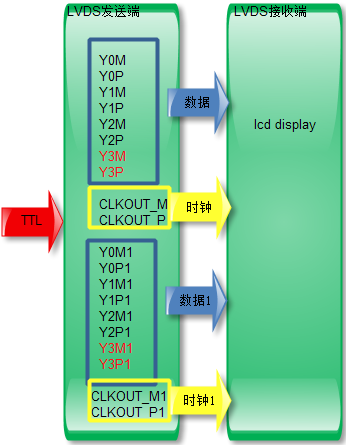 LVDS发送端
LVDS接收端
Y0M
Y0P
Y1M
Y1P
Y2M
Y2P
Y3M
Y3P
数据
lcd display
CLKOUT_M
CLKOUT_P
时钟
TTL
Y0M1
Y0P1
Y1M1
Y1P1
Y2M1
Y2P1
Y3M1
Y3P1
数据1
CLKOUT_M1
CLKOUT_P1
时钟1